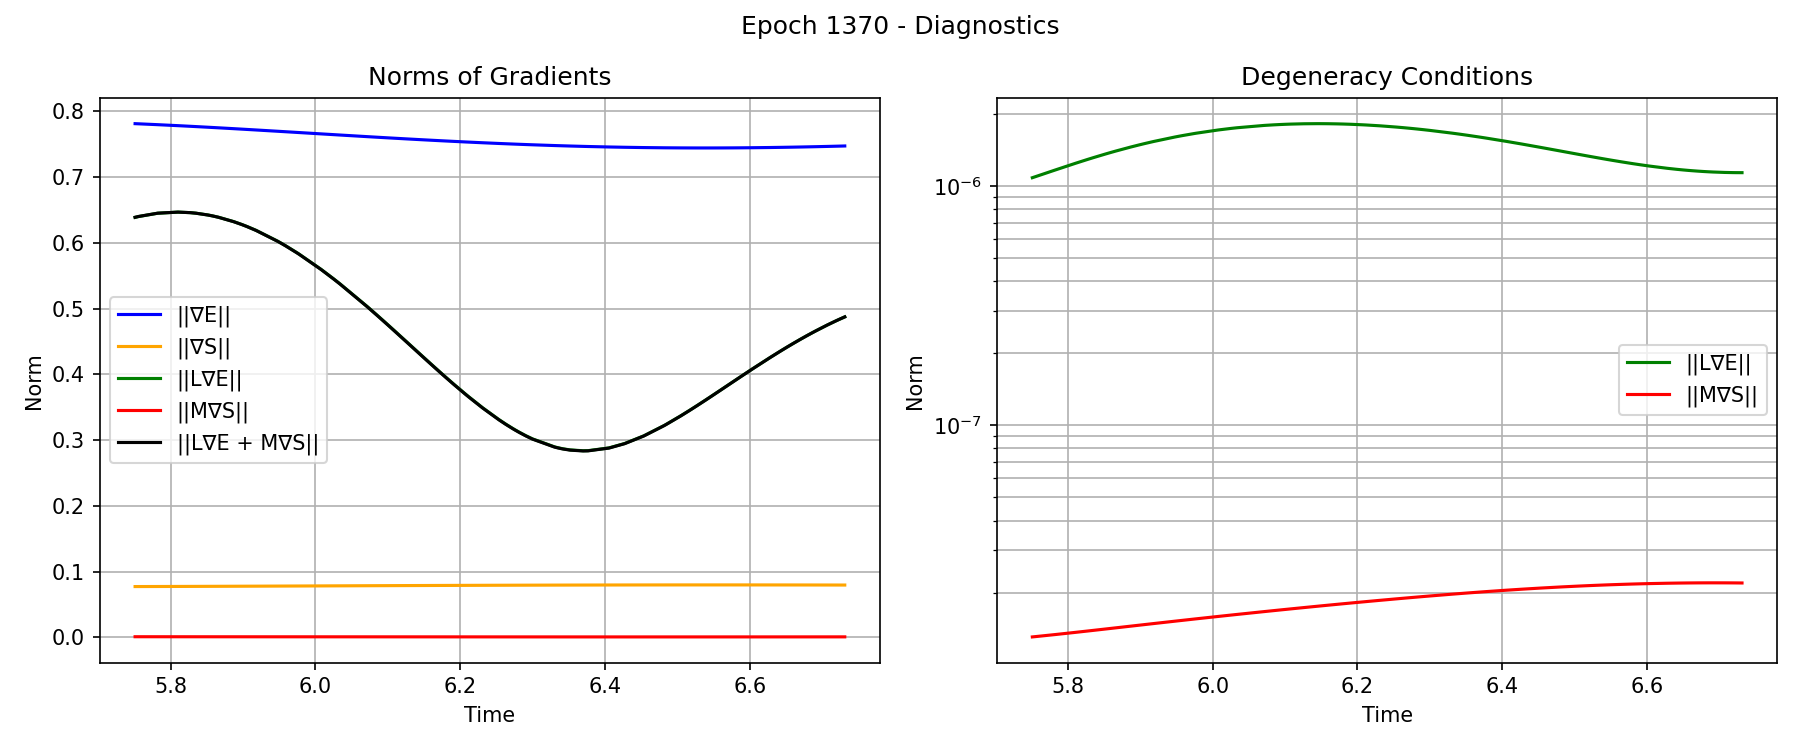 Epoch 1370 - Diagnostics
Norms of Gradients
Norm
0.8
0.7
0.6
0.5
0.4
0.3
0.2
0.1
0.0
||∇E||
||∇S||
||L∇E||
||M∇S||
||L∇E + M∇S||
5.8
6.0
6.2
6.4
6.6
Time
Degeneracy Conditions
Norm
10⁻⁶
10⁻⁷
||L∇E||
||M∇S||
5.8
6.0
6.2
6.4
6.6
Time